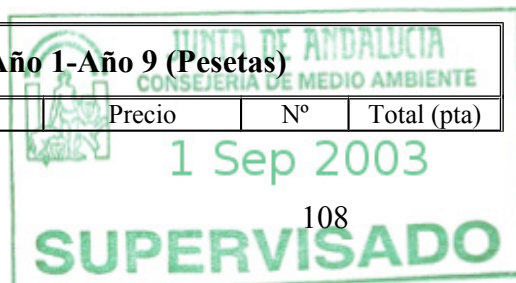 JUNTA DE ANDALUCIA
Año 1-Año 9 (Pesetas)
CONSEJERIA DE MEDIO AMBIENTE
Precio Nº Total (pta)
1 Sep 2003
108
SUPERVISADO